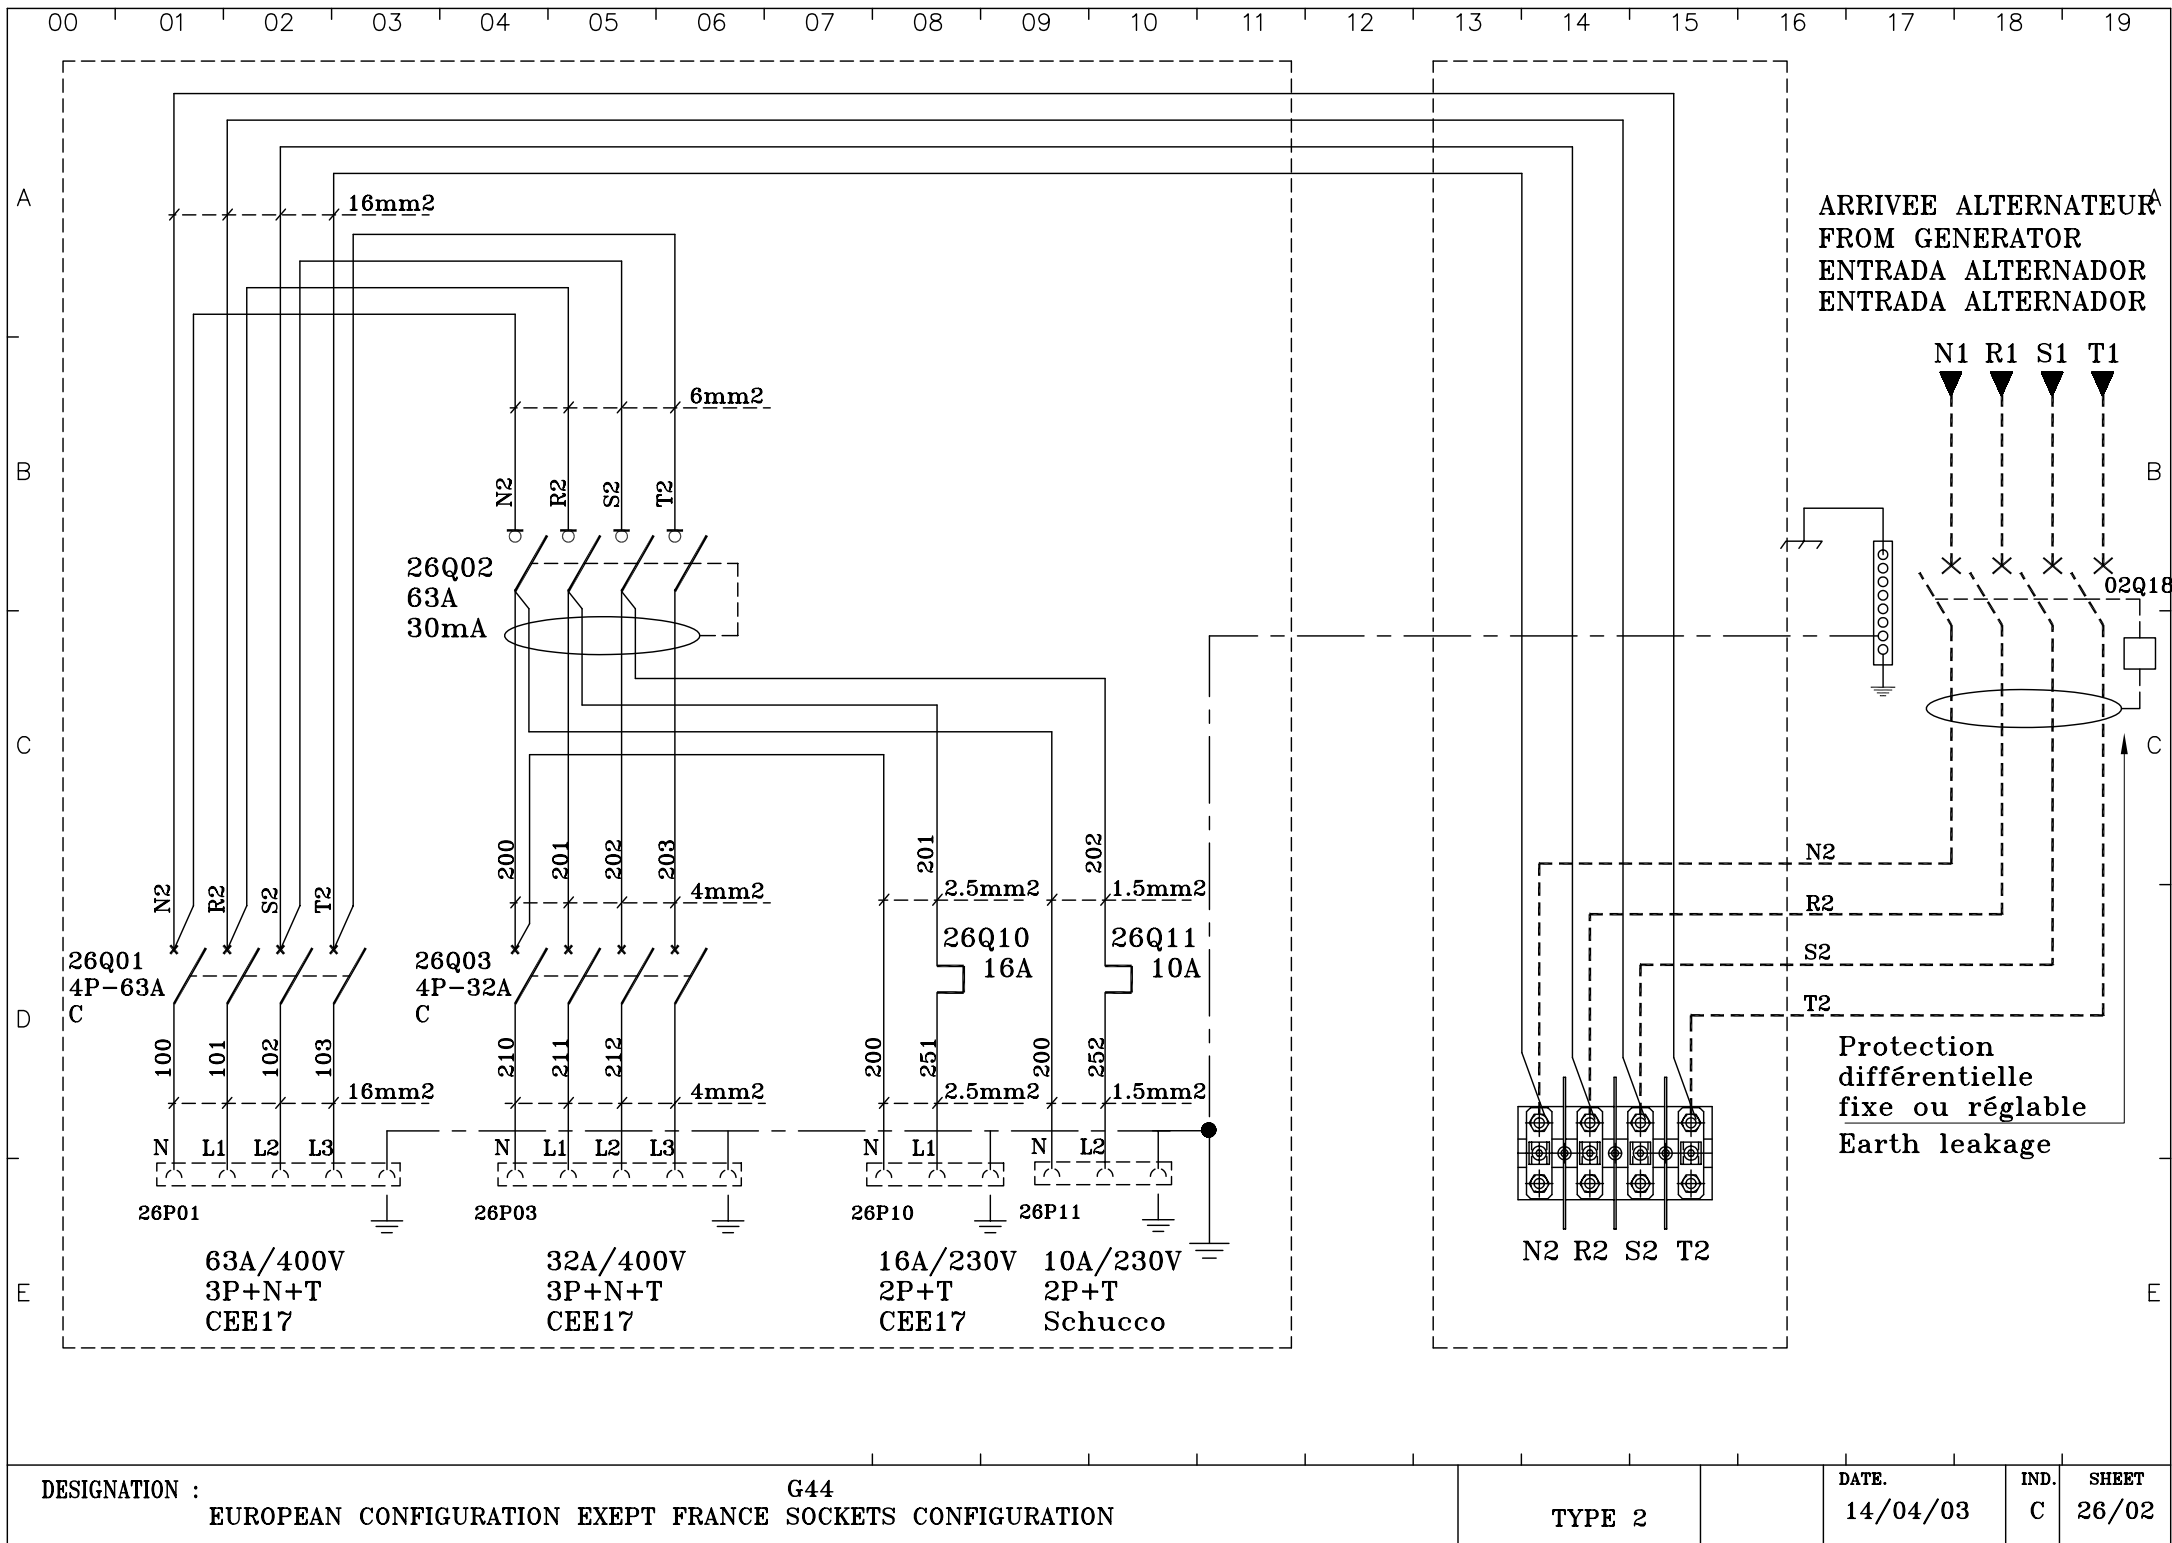 00 01 02 03 04 05 06 07 08 09 10 11 12 13 14 15 16 17 18 19
A
A
16mm2
ARRIVEE ALTERNATEUR
FROM GENERATOR
ENTRADA ALTERNADOR
ENTRADA ALTERNADOR
N1 R1 S1 T1
6mm2
B
B
N2 R2 S2 T2
26Q02
63A
30mA
02Q18
C
C
200 201 202 203
201
202
N2 R2 S2 T2
4mm2
2.5mm2
1.5mm2
N2
R2
S2
T2
26Q01
4P-63A
C
26Q03
4P-32A
C
26Q10
16A
26Q11
10A
D
D
100 101 102 103
210 211 212
200 251
200 252
16mm2
4mm2
2.5mm2
1.5mm2
Protection
différentielle
fixe ou réglable
Earth leakage
N L1 L2 L3
N L1 L2 L3
N L1
N L2
26P01
26P03
26P10
26P11
63A/400V
3P+N+T
CEE17
32A/400V
3P+N+T
CEE17
16A/230V
2P+T
CEE17
10A/230V
2P+T
Schucco
N2 R2 S2 T2
E
E
DESIGNATION :
G44
EUROPEAN CONFIGURATION EXEPT FRANCE SOCKETS CONFIGURATION
TYPE 2
DATE.
14/04/03
IND.
C
SHEET
26/02